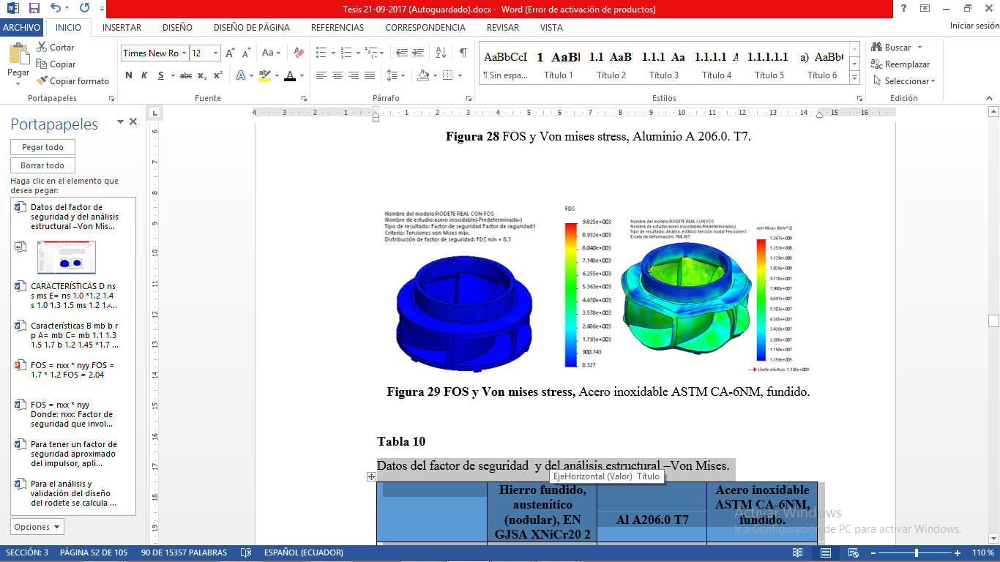 Tesis 21-09-2017 (Autoguardado).docx - Word (Error de activación de productos)
ARCHIVO INICIO INSERTAR DISEÑO DISEÑO DE PÁGINA REFERENCIAS CORRESPONDENCIA REVISAR VISTA Iniciar sesión
Pegar
Cortar
Copiar
Copiar formato
Portapapeles
Times New Ro 12
N K S abc x₂ x²
Fuente
Párrafo
AaBbCcI 1 AaBl 1.1 AaB 1.1.1 Aa 1.1.1.1 A 1.1.1.1.1 a) AaBb
¶ Sin espa... Título 1 Título 2 Título 3 Título 4 Título 5 Título 6
Estilos
Buscar
Reemplazar
Seleccionar
Edición
Portapapeles
Pegar todo
Borrar todo
Haga clic en el elemento que
desea pegar:
Datos del factor de
seguridad y del análisis
estructural –Von Mis...
CARACTERÍSTICAS D ns
s ms E= ns 1.0 *1.2 1.4
s 1.0 1.3 1.5 ms 1.2 1.4...
Características B mb b r
p A= mb C= mb 1.1 1.3
1.5 1.7 b 1.2 1.45 *1.7 ...
FOS = nxx * nyy FOS =
1.7 * 1.2 FOS = 2.04
FOS = nxx * nyy
Donde: nxx: Factor de
seguridad que invol...
Para tener un factor de
seguridad aproximado
del impulsor, apli...
Para el análisis y
validación del diseño
del rodete se calcula ...
Opciones
4 3 2 1 1 2 3 4 5 6 7 8 9 10 11 12 13 14 15 16
6
7
8
9
10
11
12
13
14
15
16
17
18
19
Figura 28 FOS y Von mises stress, Aluminio A 206.0. T7.
Nombre del modelo:RODETE REAL CON FOS
Nombre de estudio:acero inoxidable(-Predeterminado-)
Tipo de resultado: Factor de seguridad Factor de seguridad1
Criterio: Tensiones von Mises máx.
Distribución de factor de seguridad: FDS mín = 8.3
FDS
9.825e+003
8.932e+003
8.040e+003
7.148e+003
6.255e+003
5.363e+003
4.470e+003
3.578e+003
2.686e+003
1.793e+003
900.743
8.327
Nombre del modelo:RODETE REAL CON FOS
Nombre de estudio:acero inoxidable(-Predeterminado-)
Tipo de resultado: Análisis estático tensión nodal Tensiones1
Escala de deformación: 784.387
von Mises (N/m^2)
1.367e+008
1.253e+008
1.139e+008
1.026e+008
9.118e+007
7.980e+007
6.841e+007
5.703e+007
4.565e+007
3.426e+007
2.288e+007
1.150e+007
1.159e+005
Límite elástico: 1.138e+009
Figura 29 FOS y Von mises stress, Acero inoxidable ASTM CA-6NM, fundido.
Tabla 10
Datos del factor de seguridad y del análisis estructural –Von Mises.
EjeHorizontal (Valor) Título
Hierro fundido,
austenítico
(nodular), EN
GJSA XNiCr20 2
Al A206.0 T7
Acero inoxidable
ASTM CA-6NM,
fundido.
Activar Windows
Ir a Configuración de PC para activar Windows.
SECCIÓN: 3 PÁGINA 52 DE 105 90 DE 15357 PALABRAS ESPAÑOL (ECUADOR) 110 %